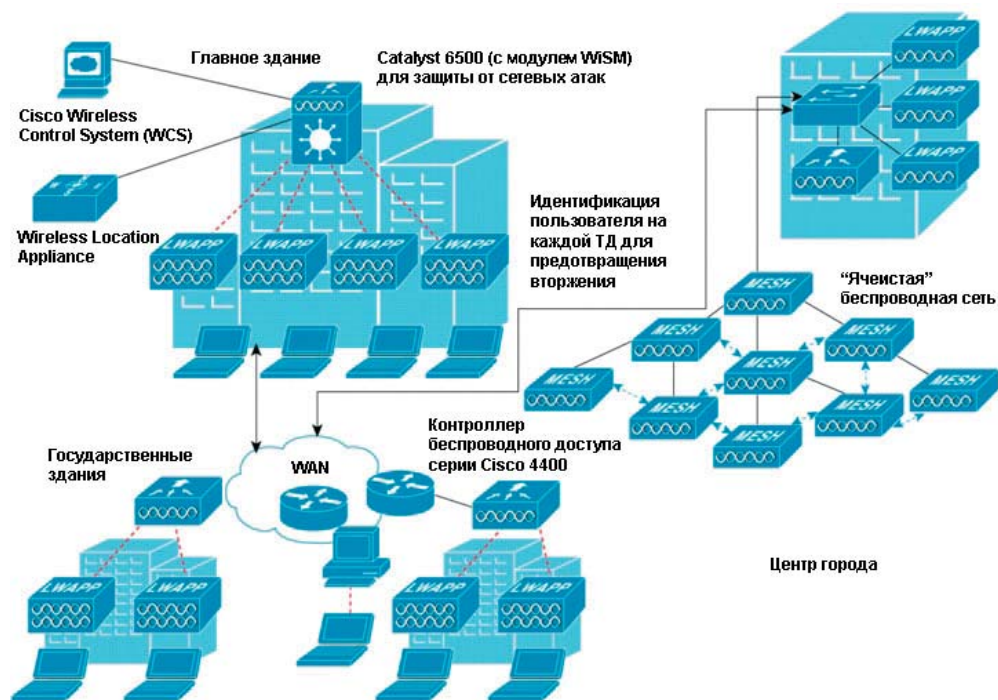 Главное здание
Catalyst 6500 (с модулем WiSM)
для защиты от сетевых атак
Cisco Wireless
Control System (WCS)
Wireless Location
Appliance
LWAPP
LWAPP
LWAPP
LWAPP
LWAPP
LWAPP
LWAPP
Идентификация
пользователя на
каждой ТД для
предотвращения
вторжения
“Ячеистая”
беспроводная сеть
MESH
MESH
MESH
MESH
MESH
MESH
MESH
MESH
MESH
Контроллер
беспроводного доступа
серии Cisco 4400
Государственные
здания
WAN
LWAPP
LWAPP
LWAPP
LWAPP
Центр города